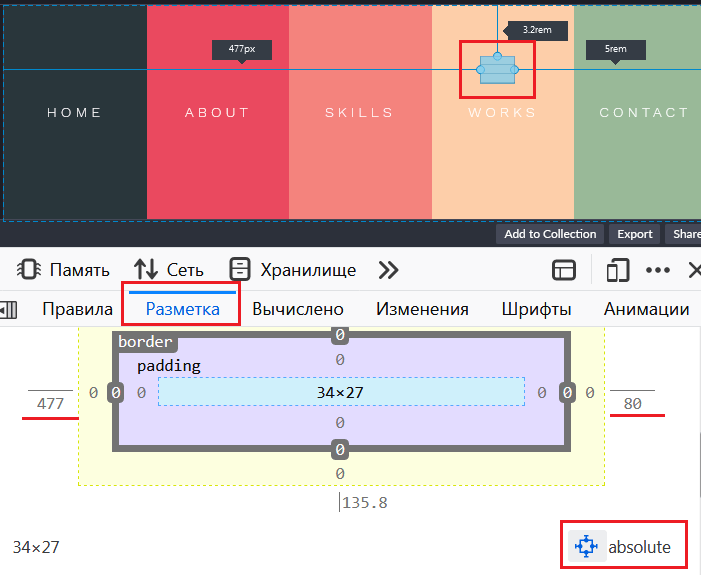 3.2rem
477px
5rem
HOME
ABOUT
SKILLS
WORKS
CONTACT
Add to Collection
Export
Share
Память
Сеть
Хранилище
Правила
Разметка
Вычислено
Изменения
Шрифты
Анимации
border
0
padding
0
477
0
0
0
34×27
0
0
0
80
0
0
0
135.8
34×27
absolute